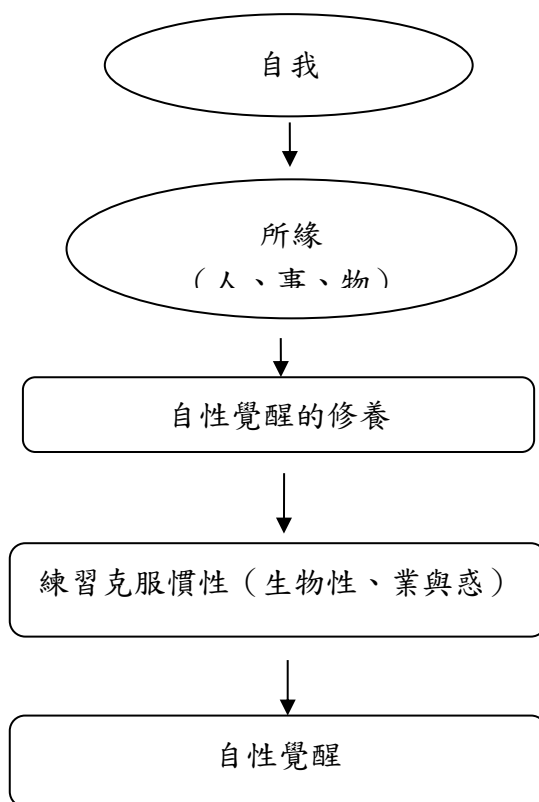 自我
所緣
（人、事、物）
自性覺醒的修養
練習克服慣性（生物性、業與惑）
自性覺醒